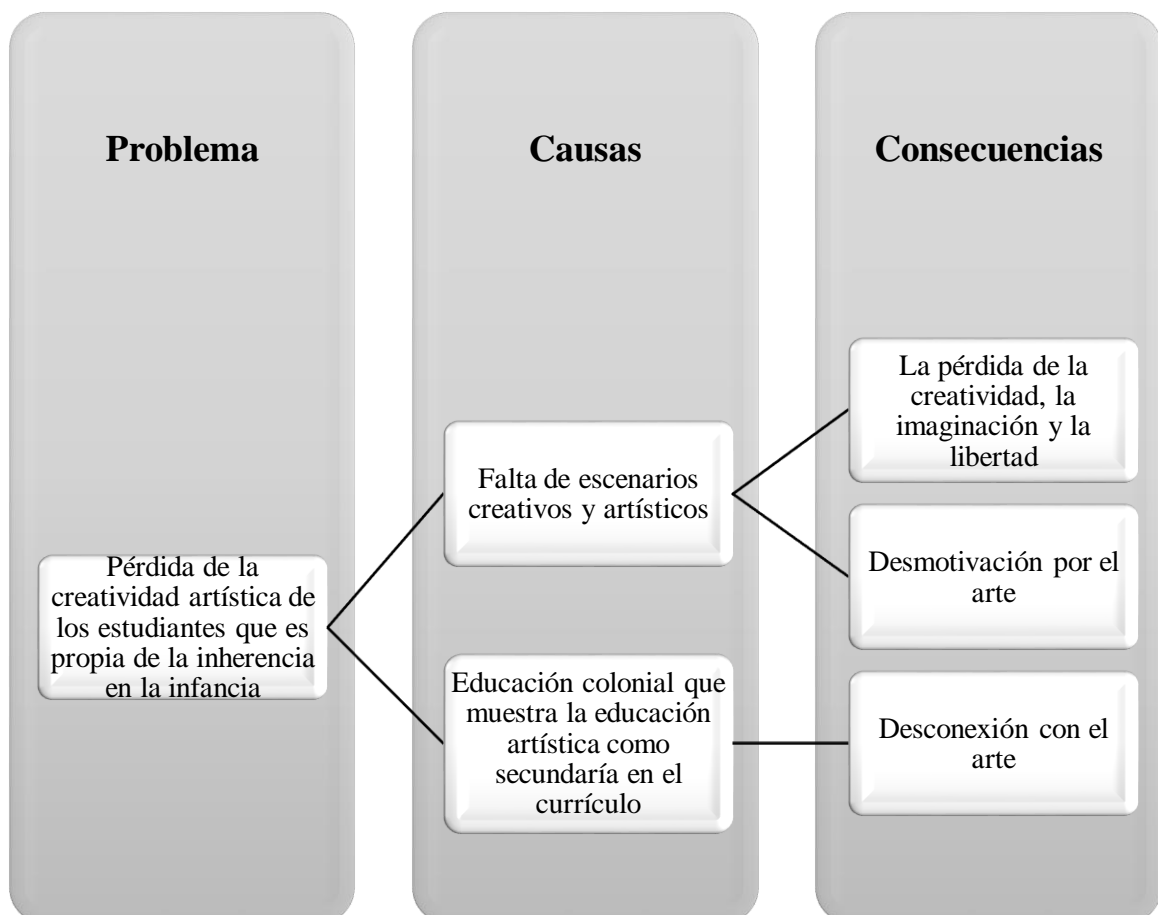 Problema
Causas
Consecuencias
Pérdida de la
creatividad artística de
los estudiantes que es
propia de la inherencia
en la infancia
Falta de escenarios
creativos y artísticos
Educación colonial que
muestra la educación
artística como
secundaría en el
currículo
La pérdida de la
creatividad, la
imaginación y la
libertad
Desmotivación por el
arte
Desconexión con el
arte